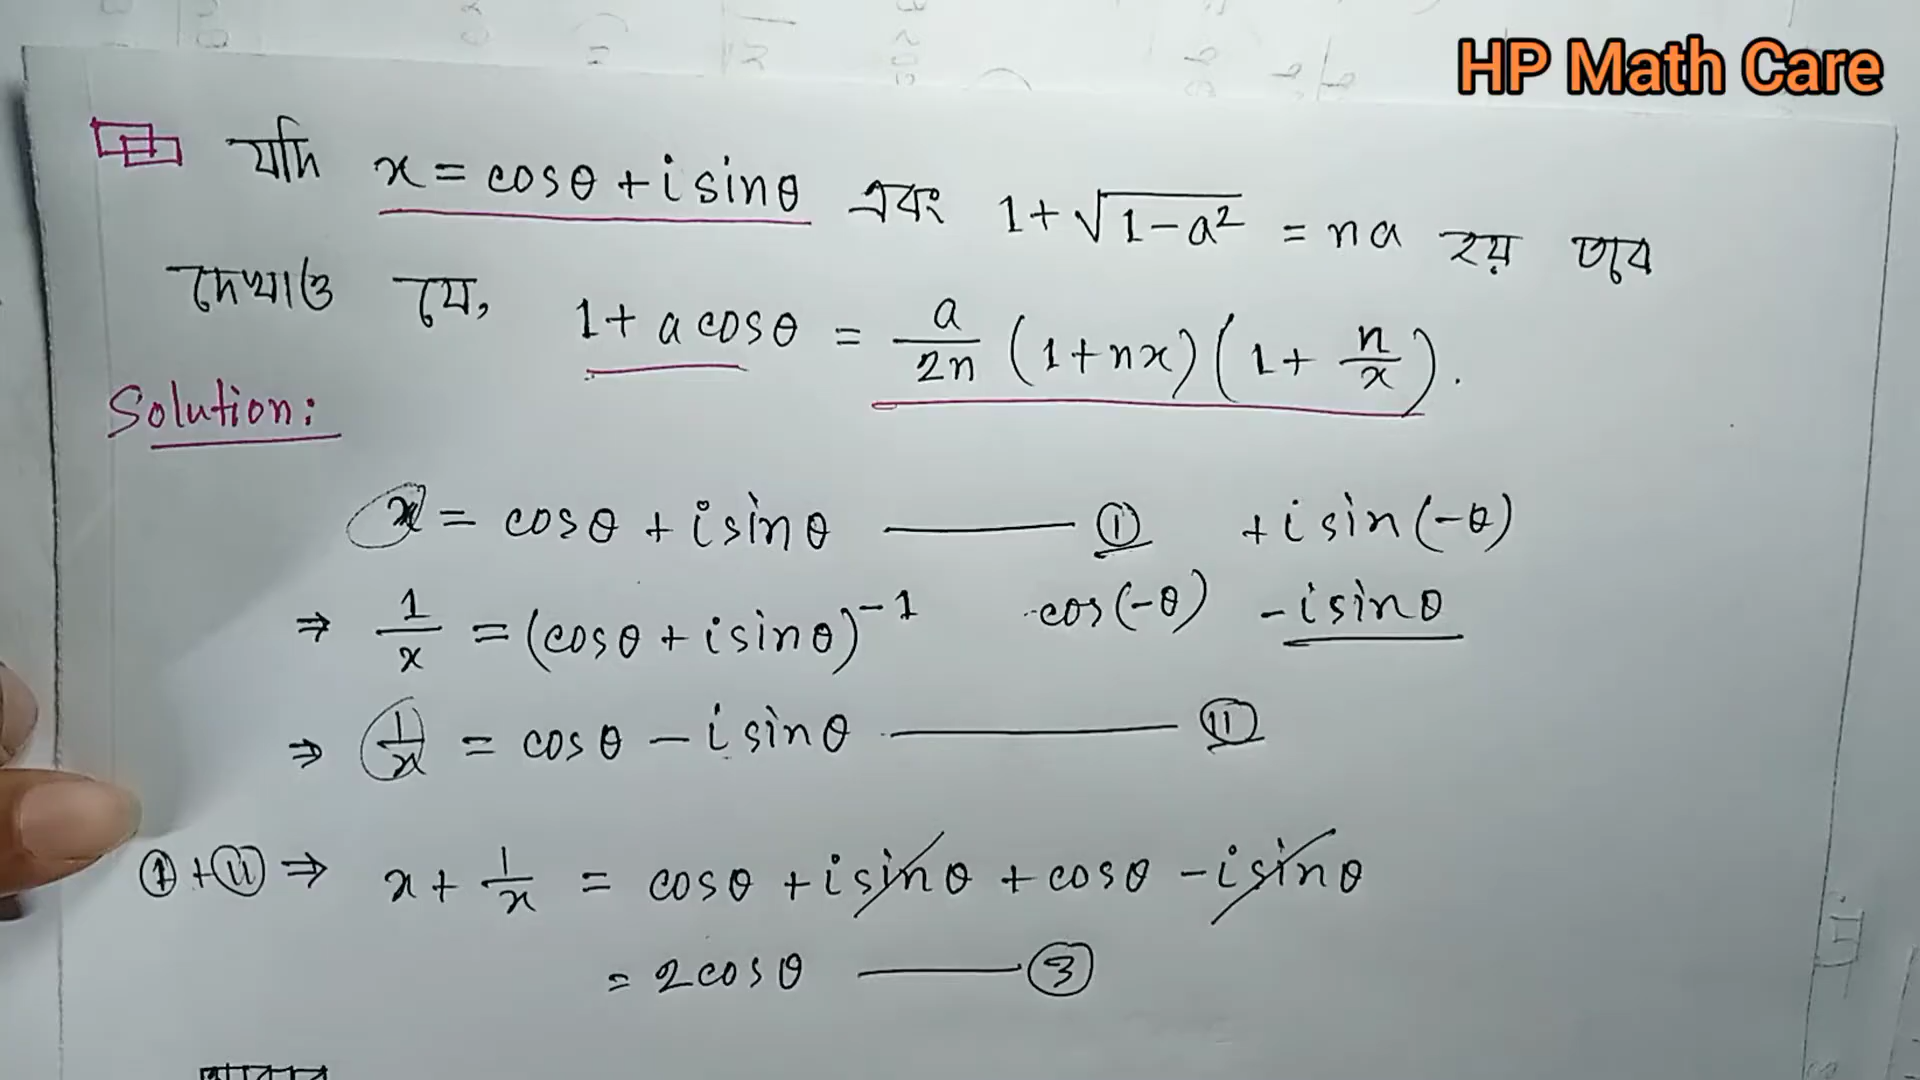 HP Math Care
যদি x = cosθ + i sinθ এবং 1+√(1-a²) = na হয় তবে
দেখাও যে, 1+ a cosθ = a/2n (1+nx)(1+ n/x).
Solution:
x = cosθ + i sinθ —— (i) + i sin(-θ)
⇒ 1/x = (cosθ + i sinθ)⁻¹ cos(-θ) - i sinθ
⇒ 1/x = cosθ - i sinθ —— (ii)
(i)+(ii) ⇒ x + 1/x = cosθ + i sinθ + cosθ - i sinθ
= 2cosθ —— (3)